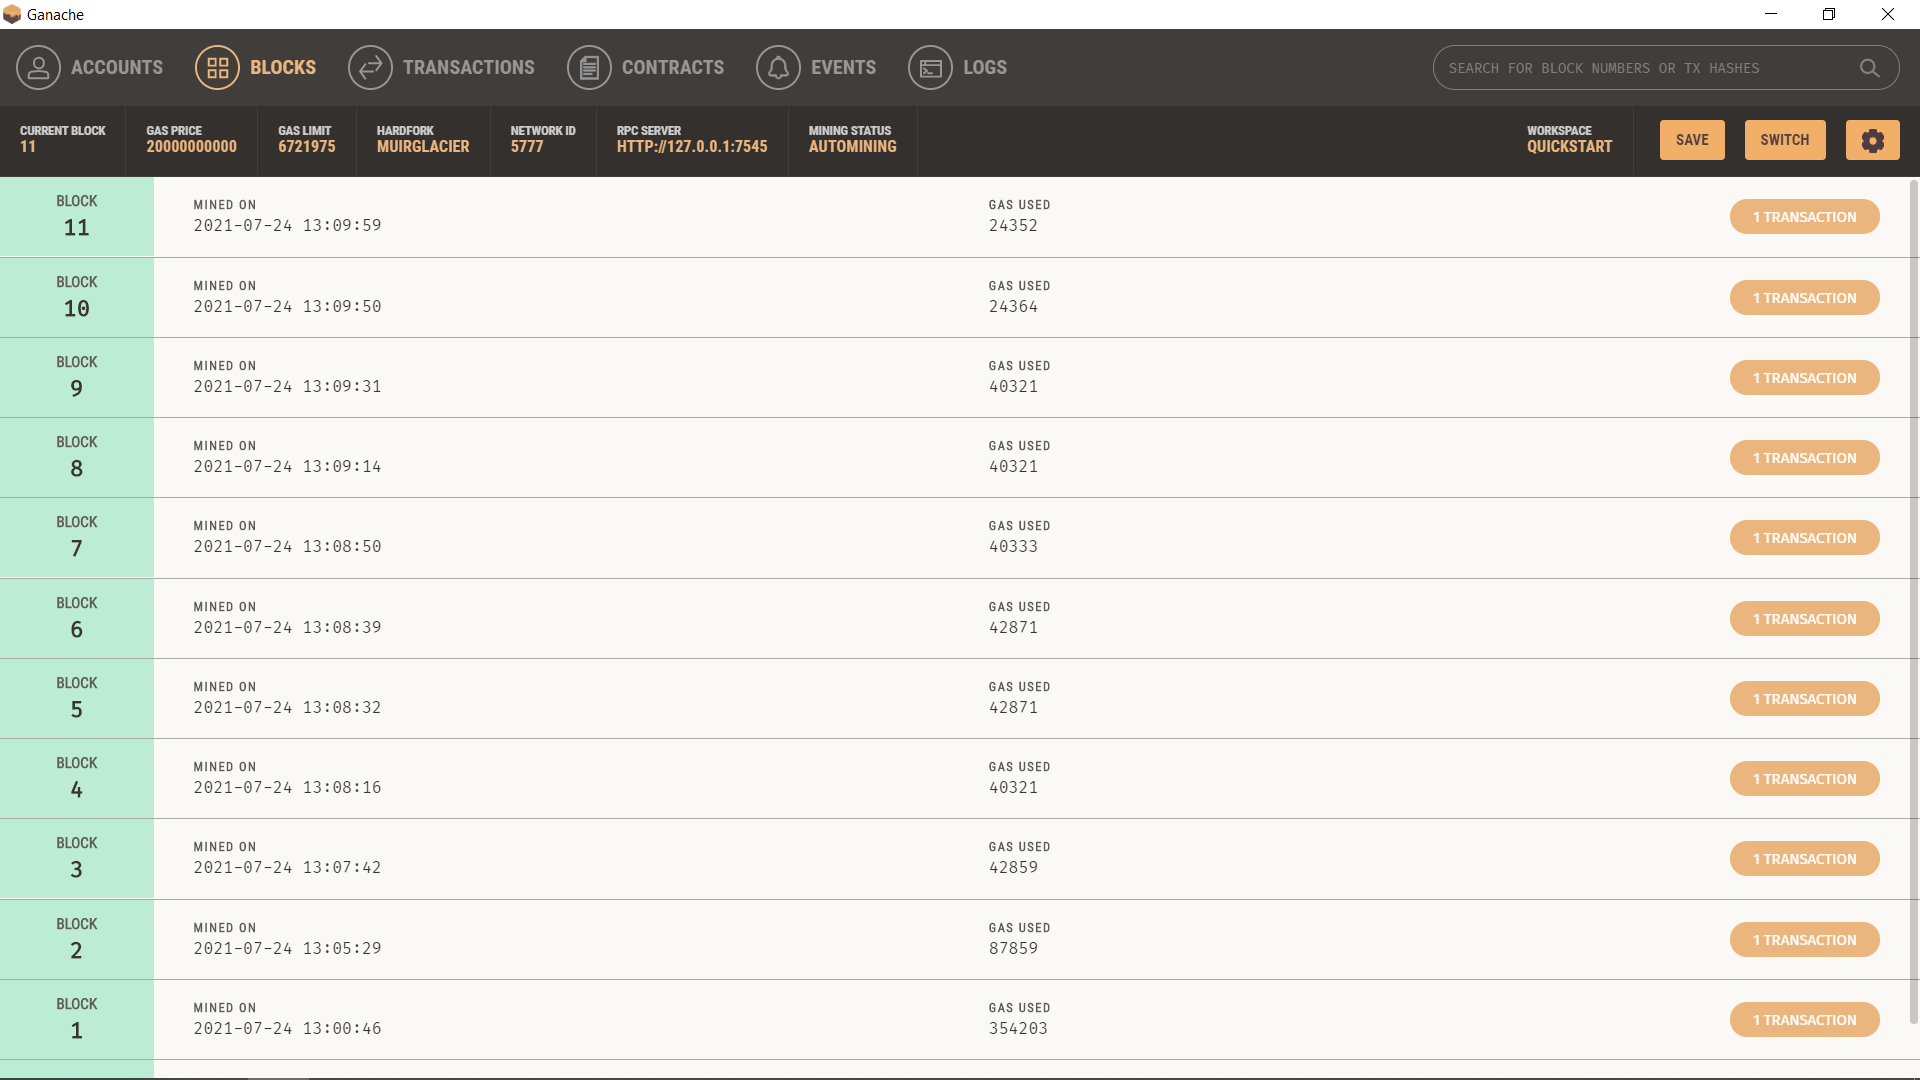 Ganache
ACCOUNTS BLOCKS TRANSACTIONS CONTRACTS EVENTS LOGS SEARCH FOR BLOCK NUMBERS OR TX HASHES
CURRENT BLOCK GAS PRICE GAS LIMIT HARDFORK NETWORK ID RPC SERVER MINING STATUS WORKSPACE
11 20000000000 6721975 MUIRGLACIER 5777 HTTP://127.0.0.1:7545 AUTOMINING QUICKSTART SAVE SWITCH
BLOCK MINED ON GAS USED
11 2021-07-24 13:09:59 24352 1 TRANSACTION
BLOCK MINED ON GAS USED
10 2021-07-24 13:09:50 24364 1 TRANSACTION
BLOCK MINED ON GAS USED
9 2021-07-24 13:09:31 40321 1 TRANSACTION
BLOCK MINED ON GAS USED
8 2021-07-24 13:09:14 40321 1 TRANSACTION
BLOCK MINED ON GAS USED
7 2021-07-24 13:08:50 40333 1 TRANSACTION
BLOCK MINED ON GAS USED
6 2021-07-24 13:08:39 42871 1 TRANSACTION
BLOCK MINED ON GAS USED
5 2021-07-24 13:08:32 42871 1 TRANSACTION
BLOCK MINED ON GAS USED
4 2021-07-24 13:08:16 40321 1 TRANSACTION
BLOCK MINED ON GAS USED
3 2021-07-24 13:07:42 42859 1 TRANSACTION
BLOCK MINED ON GAS USED
2 2021-07-24 13:05:29 87859 1 TRANSACTION
BLOCK MINED ON GAS USED
1 2021-07-24 13:00:46 354203 1 TRANSACTION